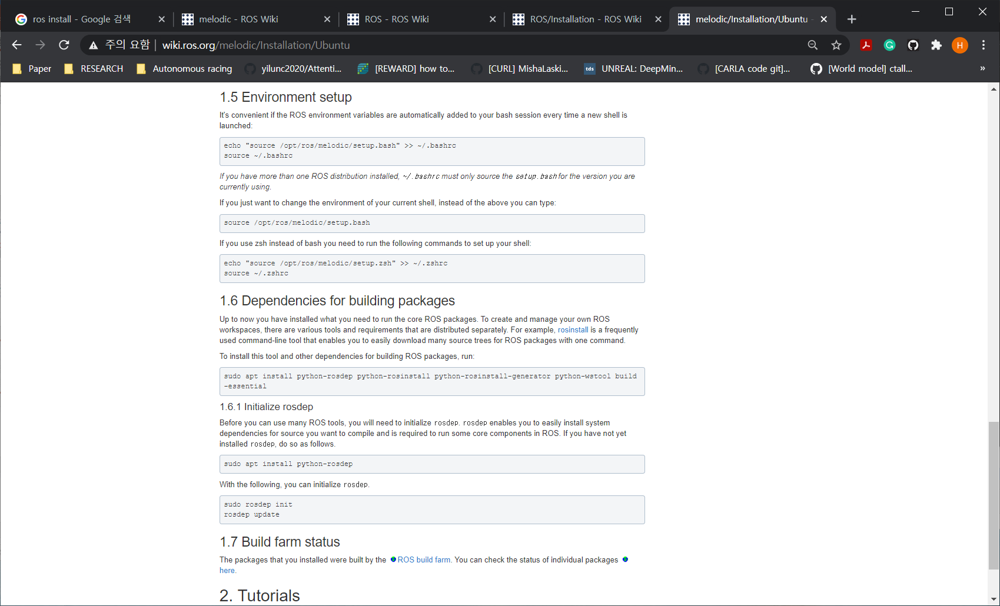 ros install - Google 검색
melodic - ROS Wiki
ROS - ROS Wiki
ROS/Installation - ROS Wiki
melodic/Installation/Ubuntu -
주의 요함 | wiki.ros.org/melodic/Installation/Ubuntu
H
Paper
RESEARCH
Autonomous racing
yilunc2020/Attenti...
[REWARD] how to...
[CURL] MishaLaski...
tds UNREAL: DeepMin...
[CARLA code git]...
[World model] ctall...
»
1.5 Environment setup
It's convenient if the ROS environment variables are automatically added to your bash session every time a new shell is
launched:
echo "source /opt/ros/melodic/setup.bash" >> ~/.bashrc
source ~/.bashrc
If you have more than one ROS distribution installed, ~/.bashrc must only source the setup.bash for the version you are
currently using.
If you just want to change the environment of your current shell, instead of the above you can type:
source /opt/ros/melodic/setup.bash
If you use zsh instead of bash you need to run the following commands to set up your shell:
echo "source /opt/ros/melodic/setup.zsh" >> ~/.zshrc
source ~/.zshrc
1.6 Dependencies for building packages
Up to now you have installed what you need to run the core ROS packages. To create and manage your own ROS
workspaces, there are various tools and requirements that are distributed separately. For example, rosinstall is a frequently
used command-line tool that enables you to easily download many source trees for ROS packages with one command.
To install this tool and other dependencies for building ROS packages, run:
sudo apt install python-rosdep python-rosinstall python-rosinstall-generator python-wstool build
-essential
1.6.1 Initialize rosdep
Before you can use many ROS tools, you will need to initialize rosdep. rosdep enables you to easily install system
dependencies for source you want to compile and is required to run some core components in ROS. If you have not yet
installed rosdep, do so as follows.
sudo apt install python-rosdep
With the following, you can initialize rosdep.
sudo rosdep init
rosdep update
1.7 Build farm status
The packages that you installed were built by the ROS build farm. You can check the status of individual packages
here.
2. Tutorials